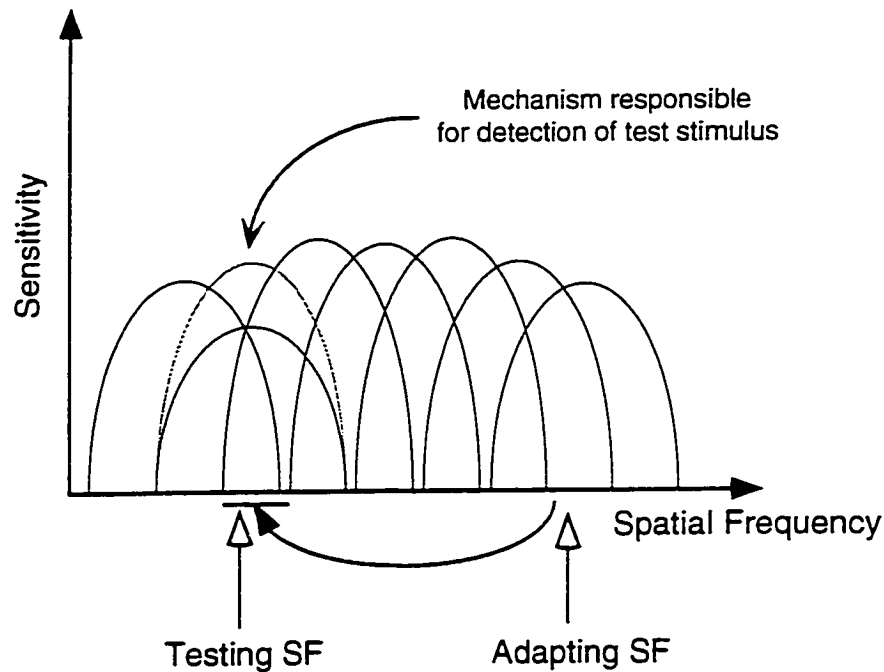 Mechanism responsible
for detection of test stimulus
Sensitivity
Spatial Frequency
Testing SF
Adapting SF